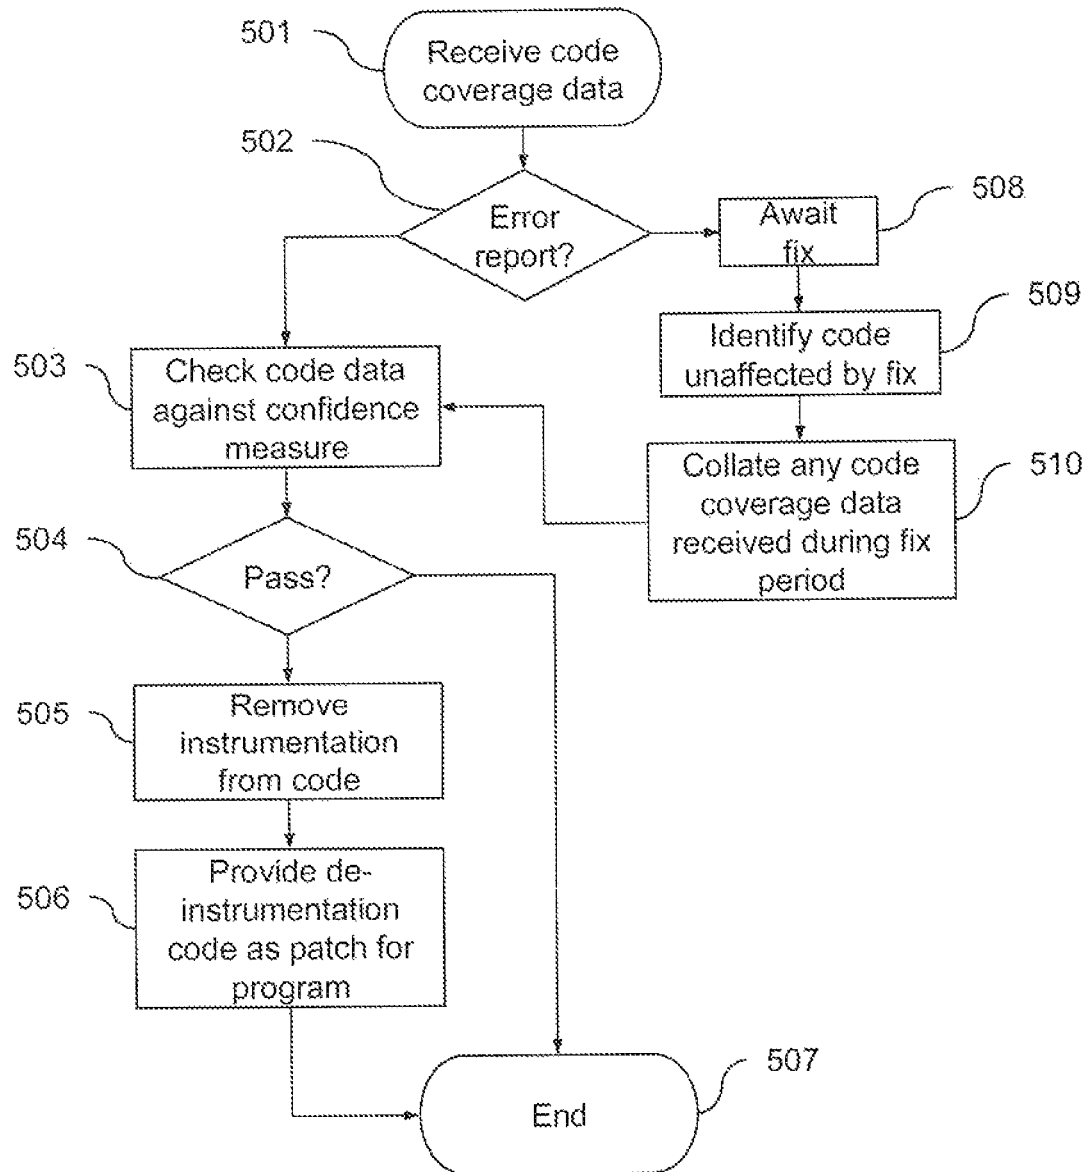 501
Receive code
coverage data
502
Error
report?
508
Await
fix
509
Identify code
unaffected by fix
503
Check code data
against confidence
measure
510
Collate any code
coverage data
received during fix
period
504
Pass?
505
Remove
instrumentation
from code
506
Provide de-
instrumentation
code as patch for
program
507
End